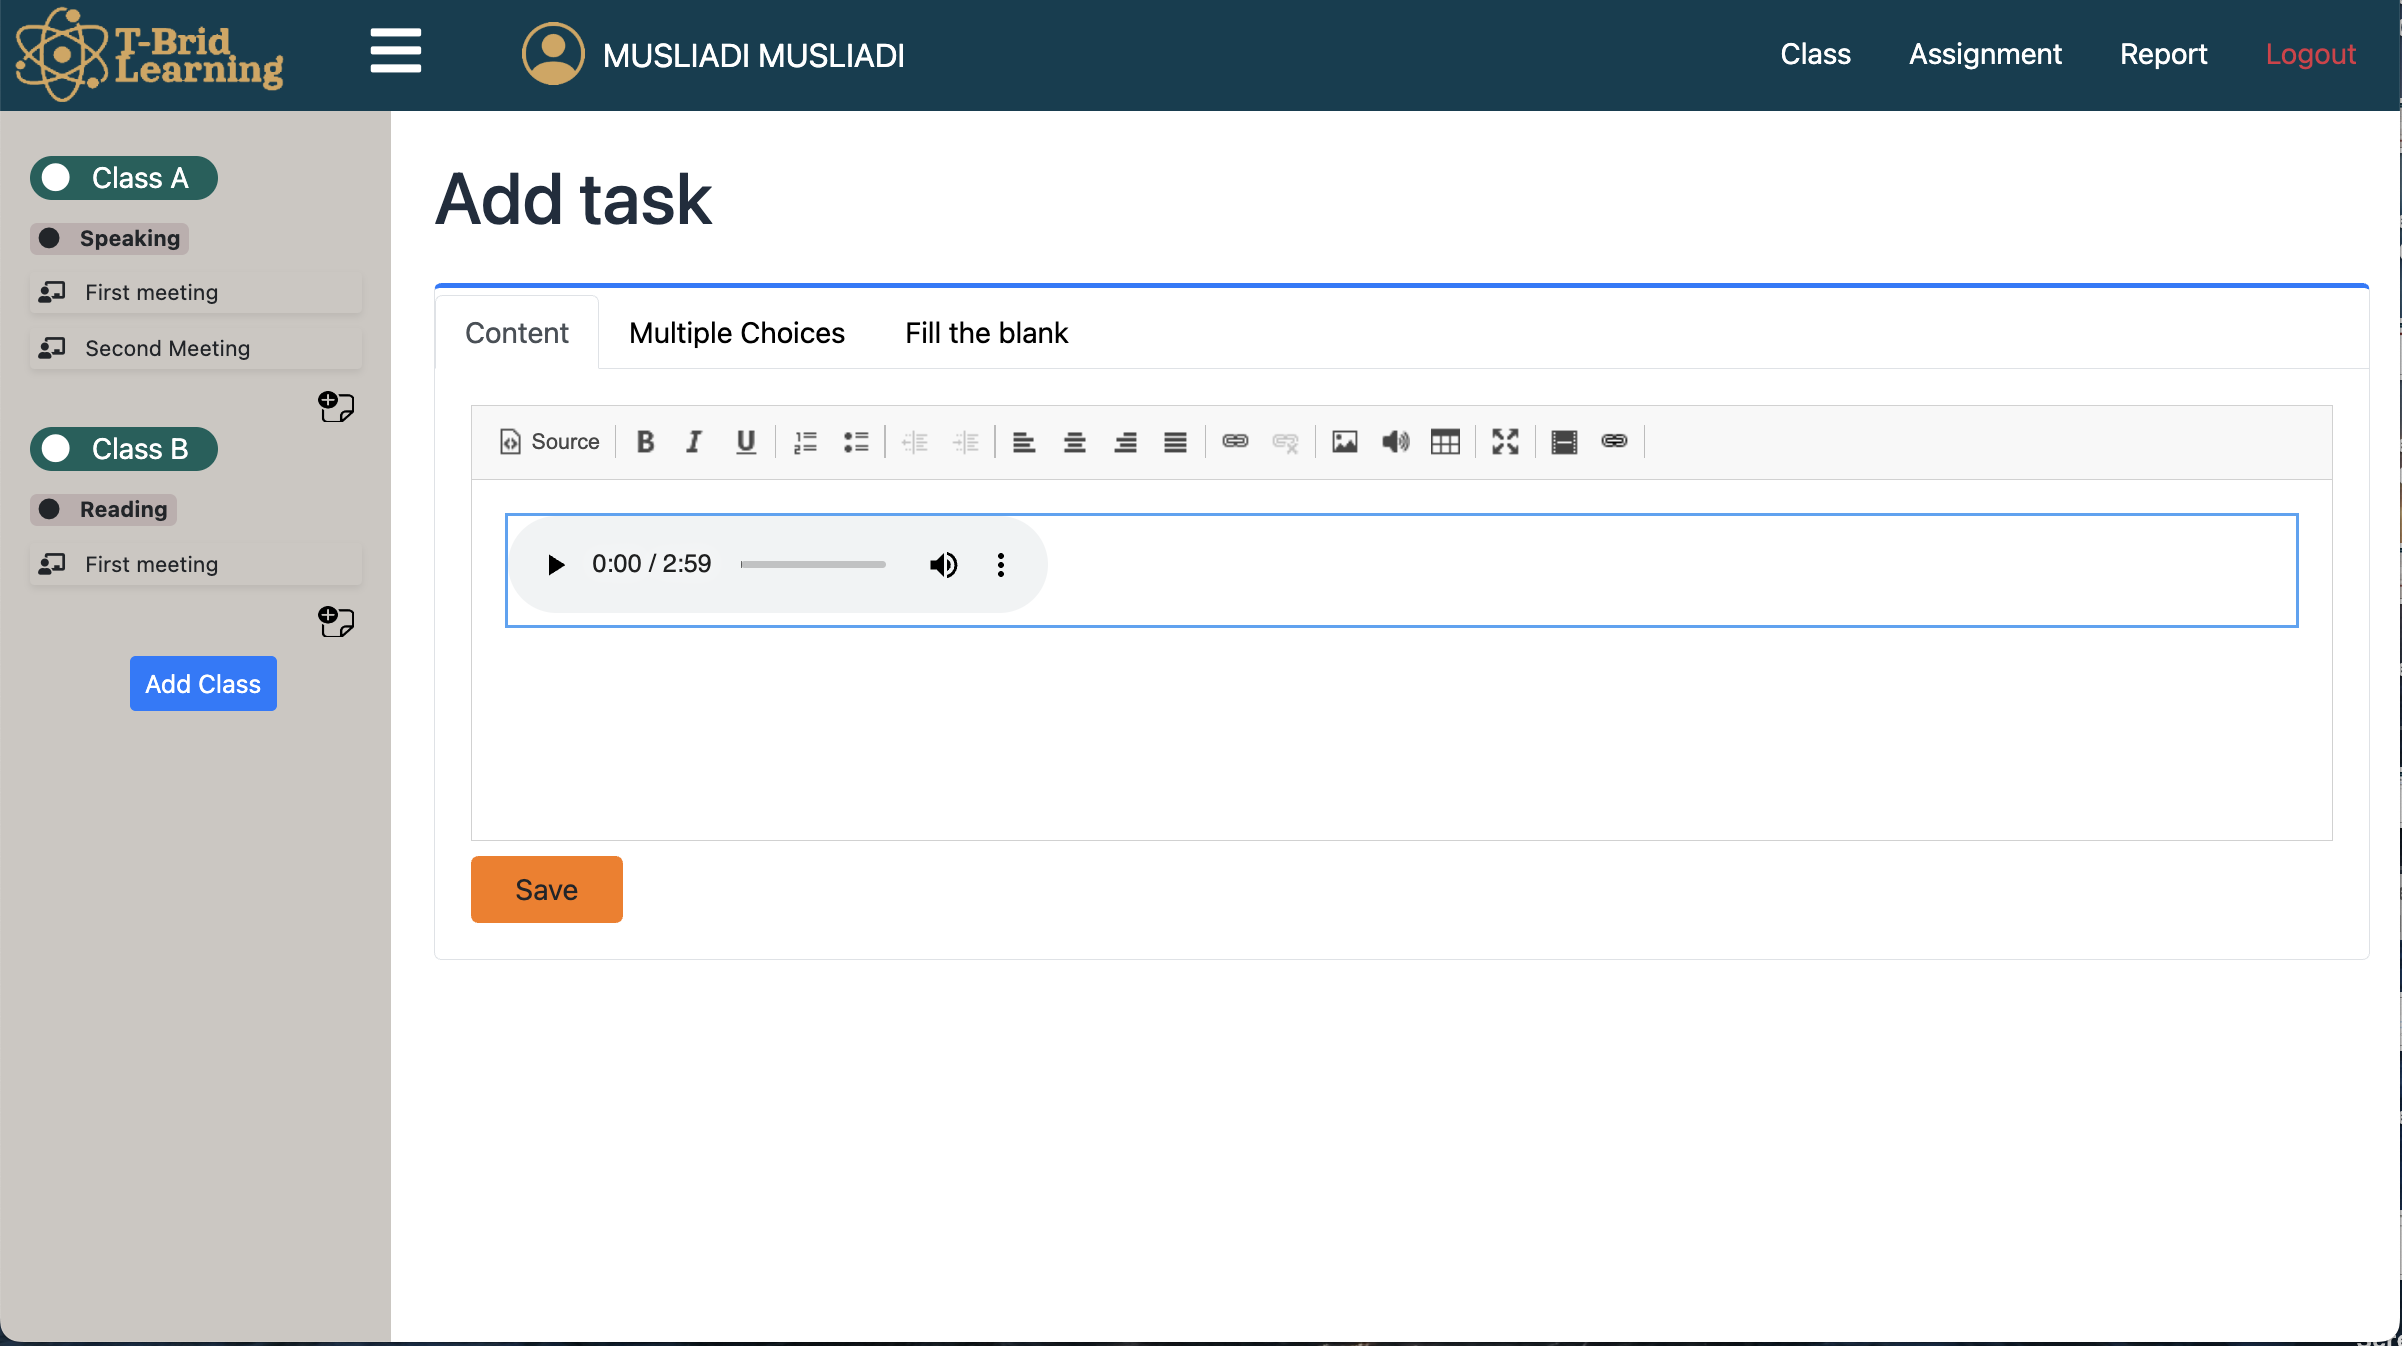 T-Brid
Learning
MUSLIADI MUSLIADI
Class
Assignment
Report
Logout
Class A
Speaking
First meeting
Second Meeting
Class B
Reading
First meeting
Add Class
Add task
Content
Multiple Choices
Fill the blank
Source
B
I
U
0:00 / 2:59
Save